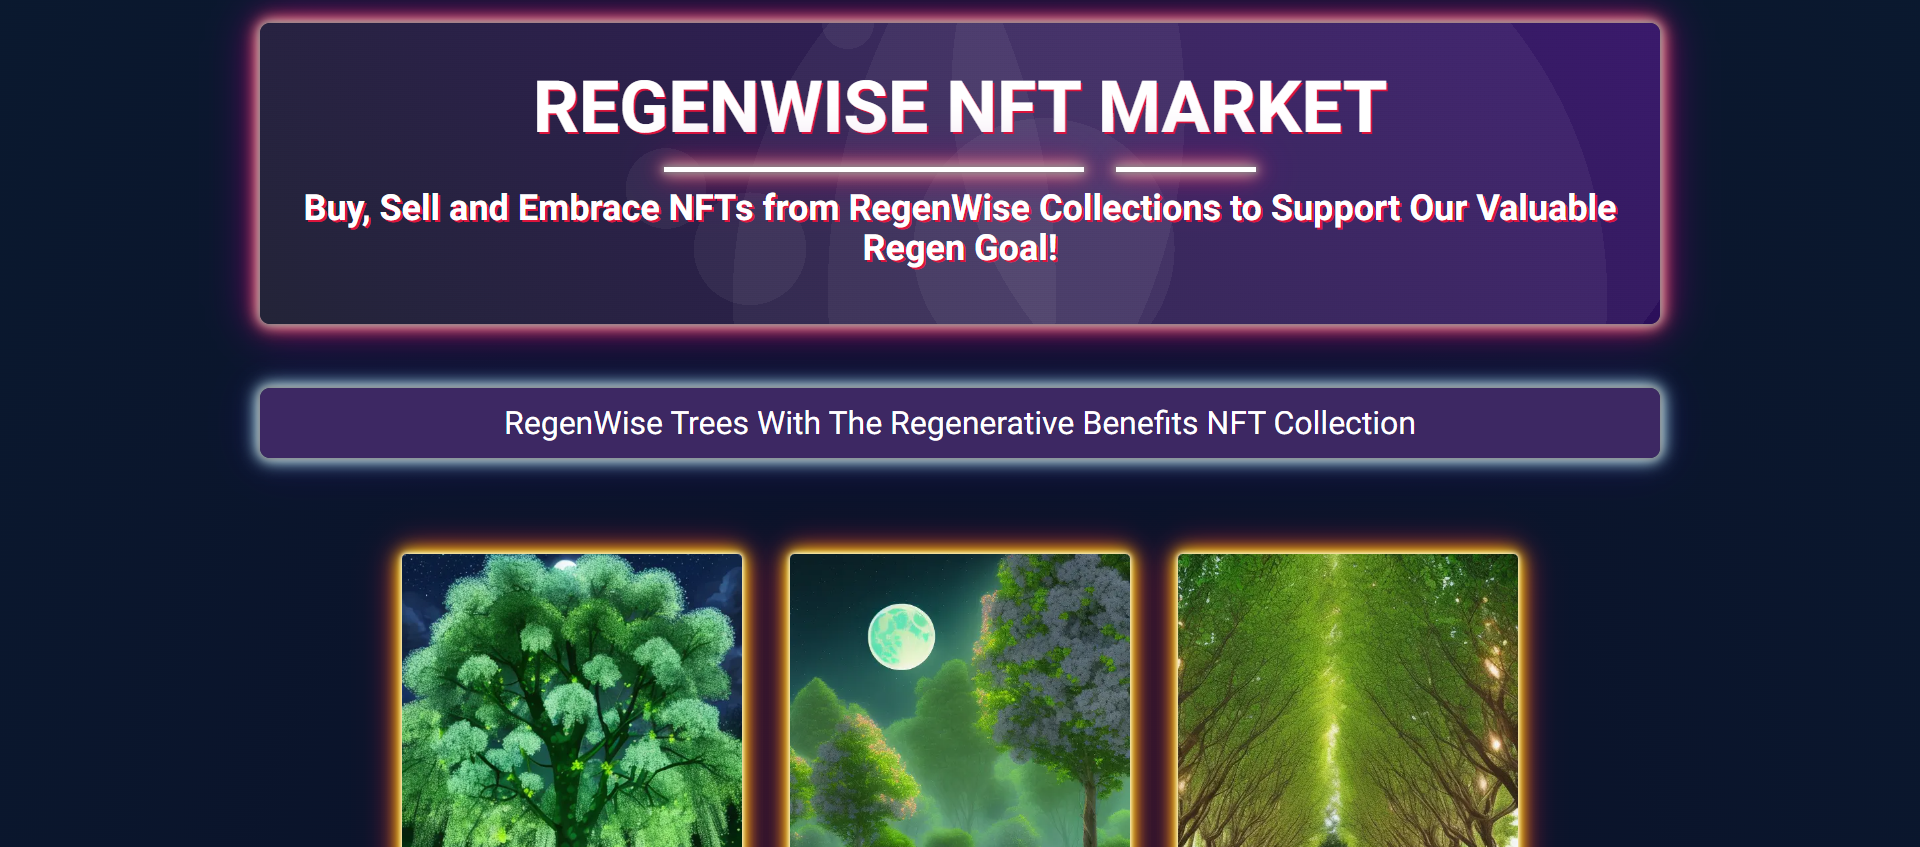 REGENWISE NFT MARKET
Buy, Sell and Embrace NFTs from RegenWise Collections to Support Our Valuable
Regen Goal!
RegenWise Trees With The Regenerative Benefits NFT Collection